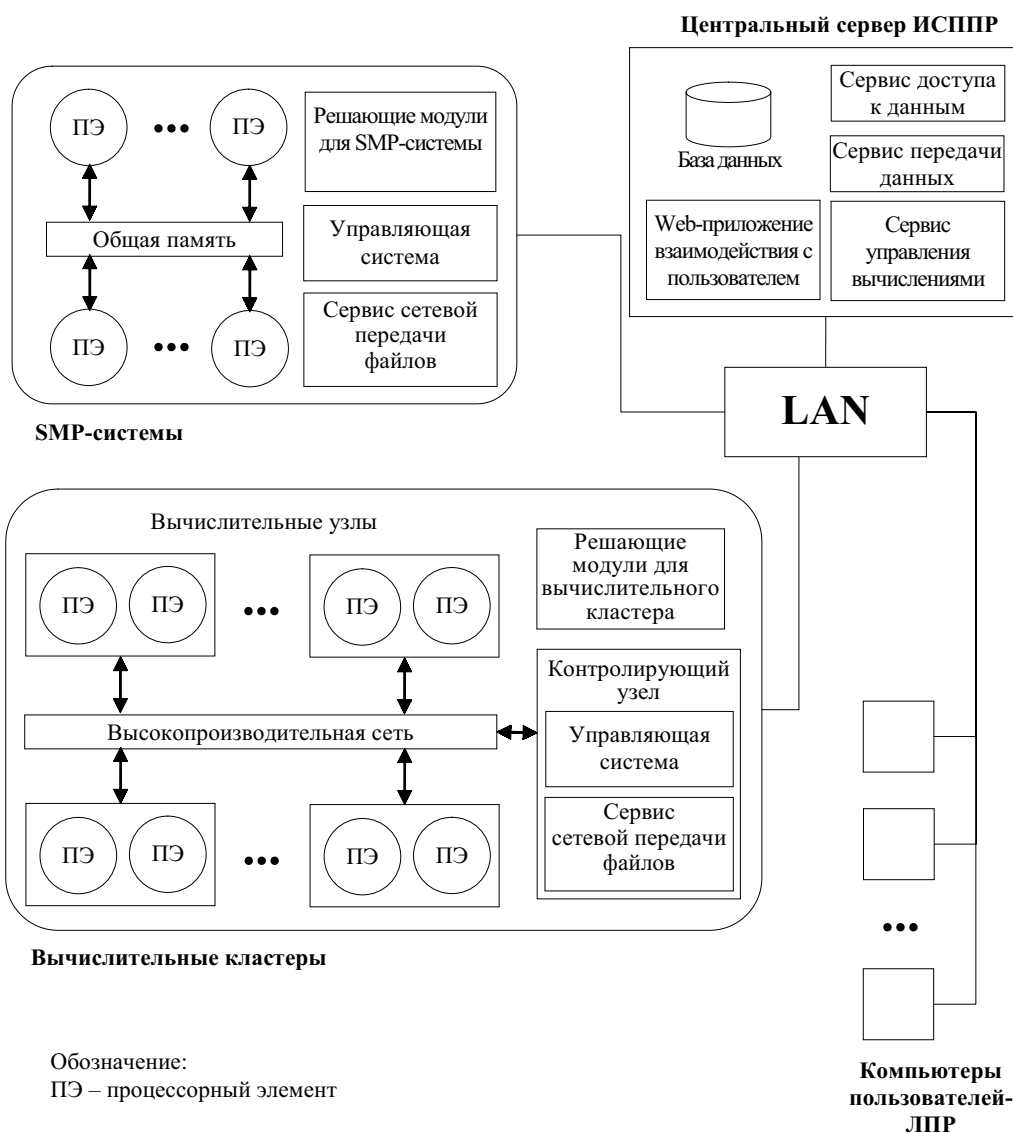 Центральный сервер ИСППР
База данных
Сервис доступа
к данным
Сервис передачи
данных
Web-приложение
взаимодействия с
пользователем
Сервис
управления
вычислениями
ПЭ ••• ПЭ
Общая память
ПЭ ••• ПЭ
Решающие модули
для SMP-системы
Управляющая
система
Сервис сетевой
передачи
файлов
SMP-системы
LAN
Вычислительные узлы
ПЭ ПЭ ••• ПЭ ПЭ
Высокопроизводительная сеть
ПЭ ПЭ ••• ПЭ ПЭ
Решающие
модули для
вычислительного
кластера
Контролирующий
узел
Управляющая
система
Сервис
сетевой передачи
файлов
Вычислительные кластеры
•••
Компьютеры
пользователей-
ЛПР
Обозначение:
ПЭ – процессорный элемент